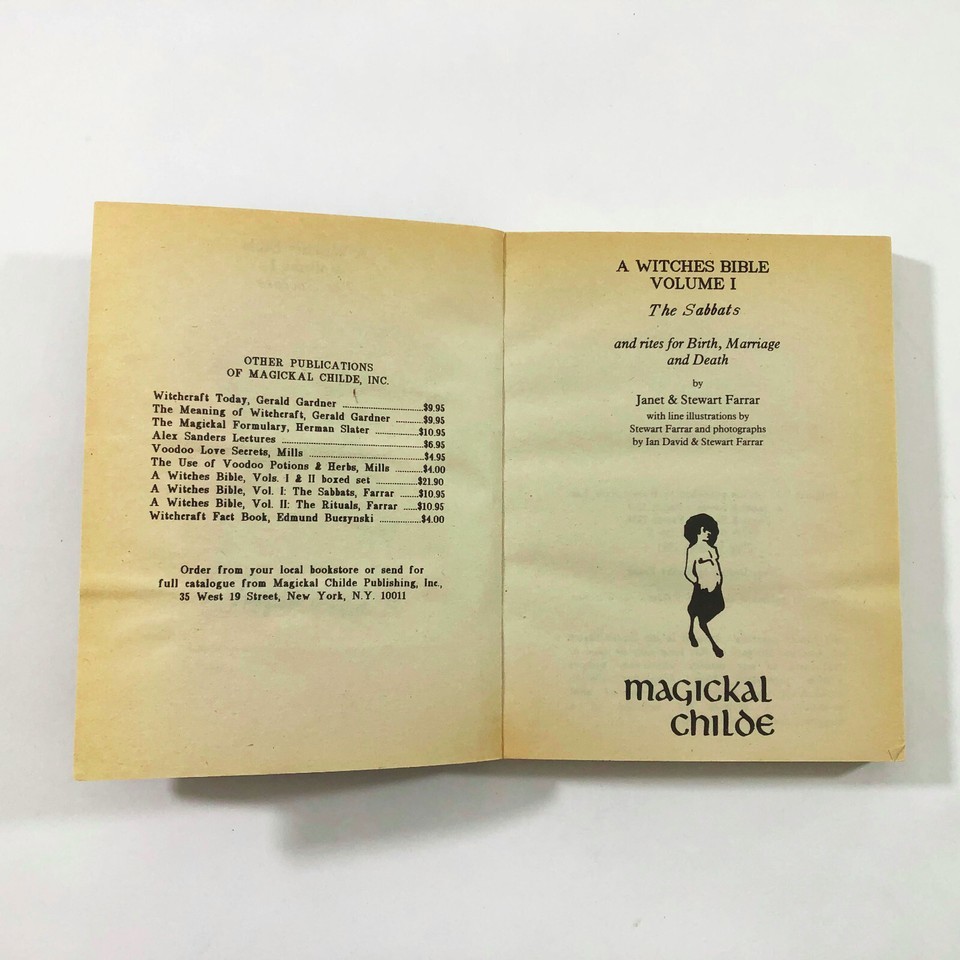 OTHER PUBLICATIONS
OF MAGICKAL CHILDE, INC.
Witchcraft Today, Gerald Gardner ........................$9.95
The Meaning of Witchcraft, Gerald Gardner .......$9.95
The Magickal Formulary, Herman Slater ............$10.95
Alex Sanders Lectures ..........................................$6.95
Voodoo Love Secrets, Mills ....................................$4.95
The Use of Voodoo Potions & Herbs, Mills .......$4.00
A Witches Bible, Vols. I & II boxed set ..............$21.90
A Witches Bible, Vol. I: The Sabbats, Farrar ......$10.95
A Witches Bible, Vol. II: The Rituals, Farrar .....$10.95
Witchcraft Fact Book, Edmund Buczynski ............$4.00
Order from your local bookstore or send for
full catalogue from Magickal Childe Publishing, Inc.,
35 West 19 Street, New York, N.Y. 10011
A WITCHES BIBLE
VOLUME I
The Sabbats
and rites for Birth, Marriage
and Death
by
Janet & Stewart Farrar
with line illustrations by
Stewart Farrar and photographs
by Ian David & Stewart Farrar
magickal
childe